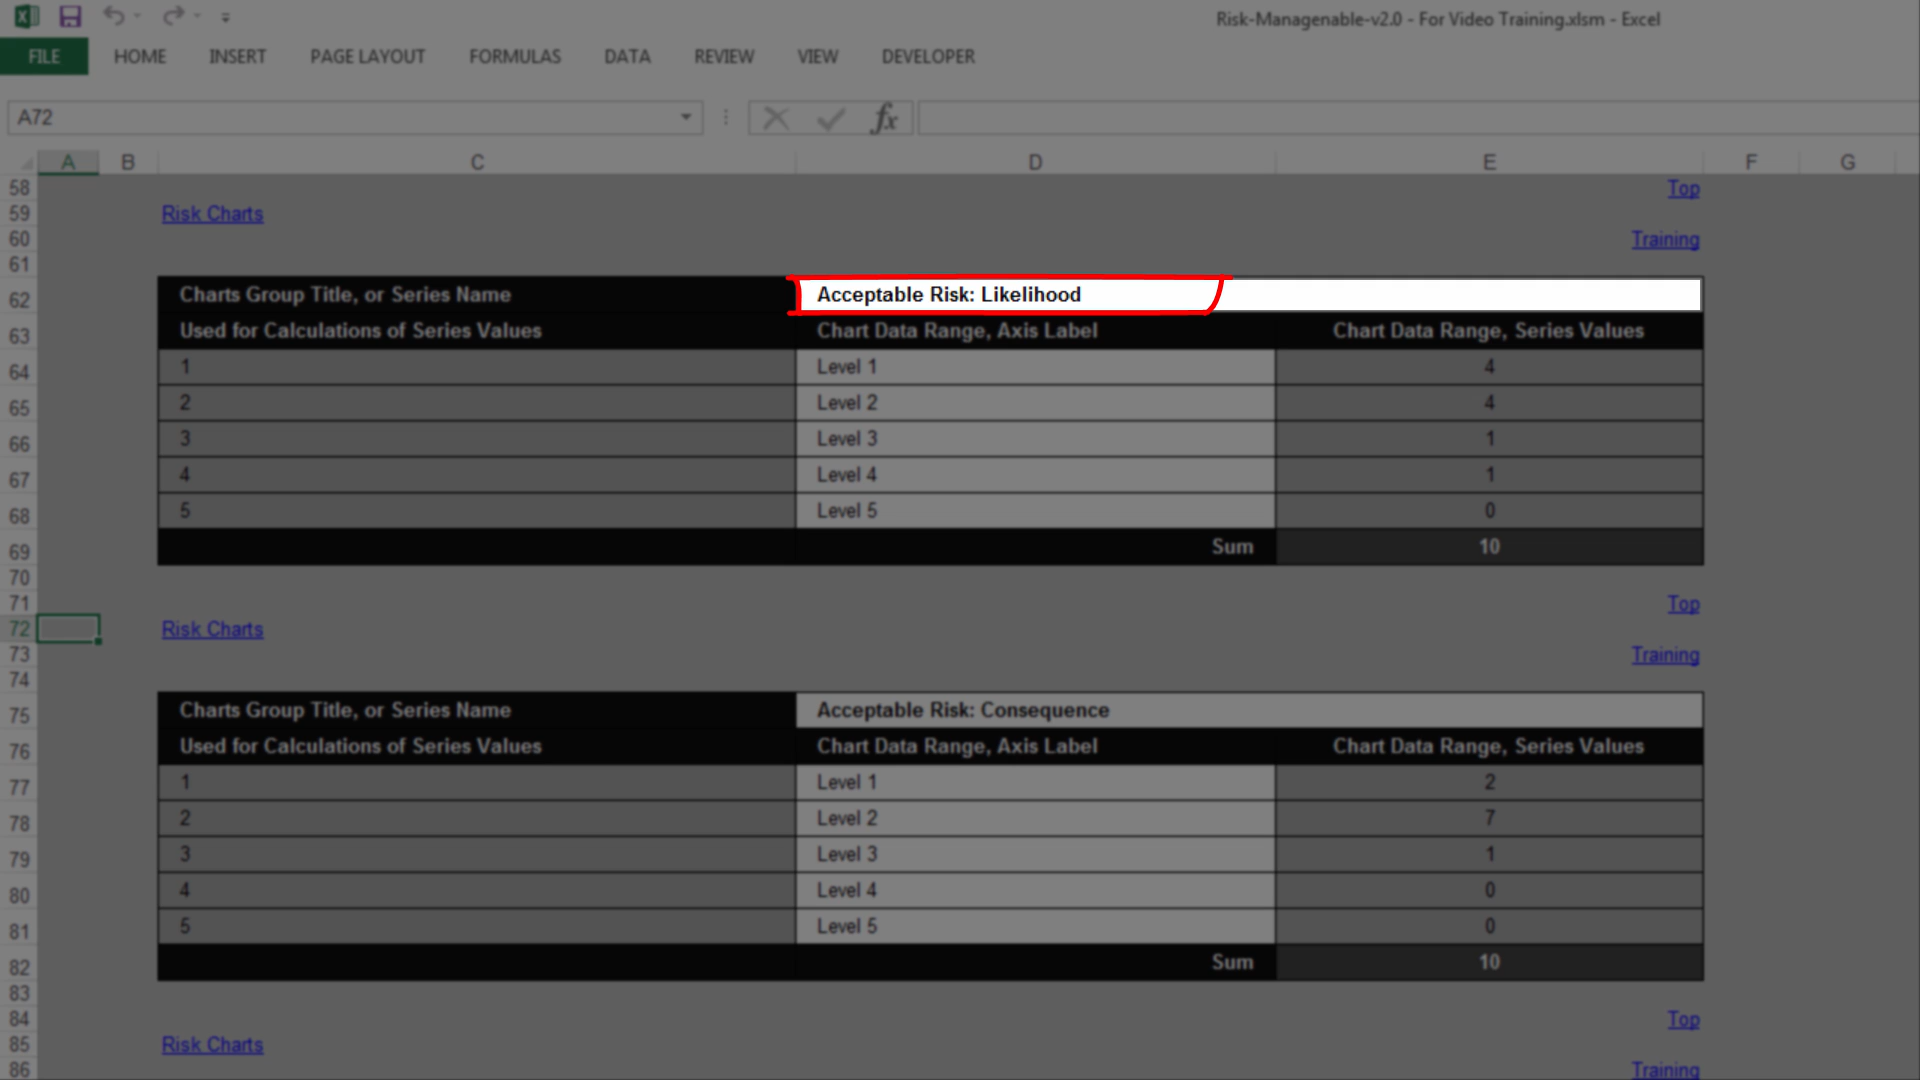 Risk-Managenable-v2.0 - For Video Training.xlsm - Excel
FILE HOME INSERT PAGE LAYOUT FORMULAS DATA REVIEW VIEW DEVELOPER
A72 fx
A B C D E F G
58 Top
59 Risk Charts
60 Training
61
62 Charts Group Title, or Series Name Acceptable Risk: Likelihood
63 Used for Calculations of Series Values Chart Data Range, Axis Label Chart Data Range, Series Values
64 1 Level 1 4
65 2 Level 2 4
66 3 Level 3 1
67 4 Level 4 1
68 5 Level 5 0
69 Sum 10
70
71 Top
72 Risk Charts
73 Training
74
75 Charts Group Title, or Series Name Acceptable Risk: Consequence
76 Used for Calculations of Series Values Chart Data Range, Axis Label Chart Data Range, Series Values
77 1 Level 1 2
78 2 Level 2 7
79 3 Level 3 1
80 4 Level 4 0
81 5 Level 5 0
82 Sum 10
83
84 Top
85 Risk Charts
86 Training